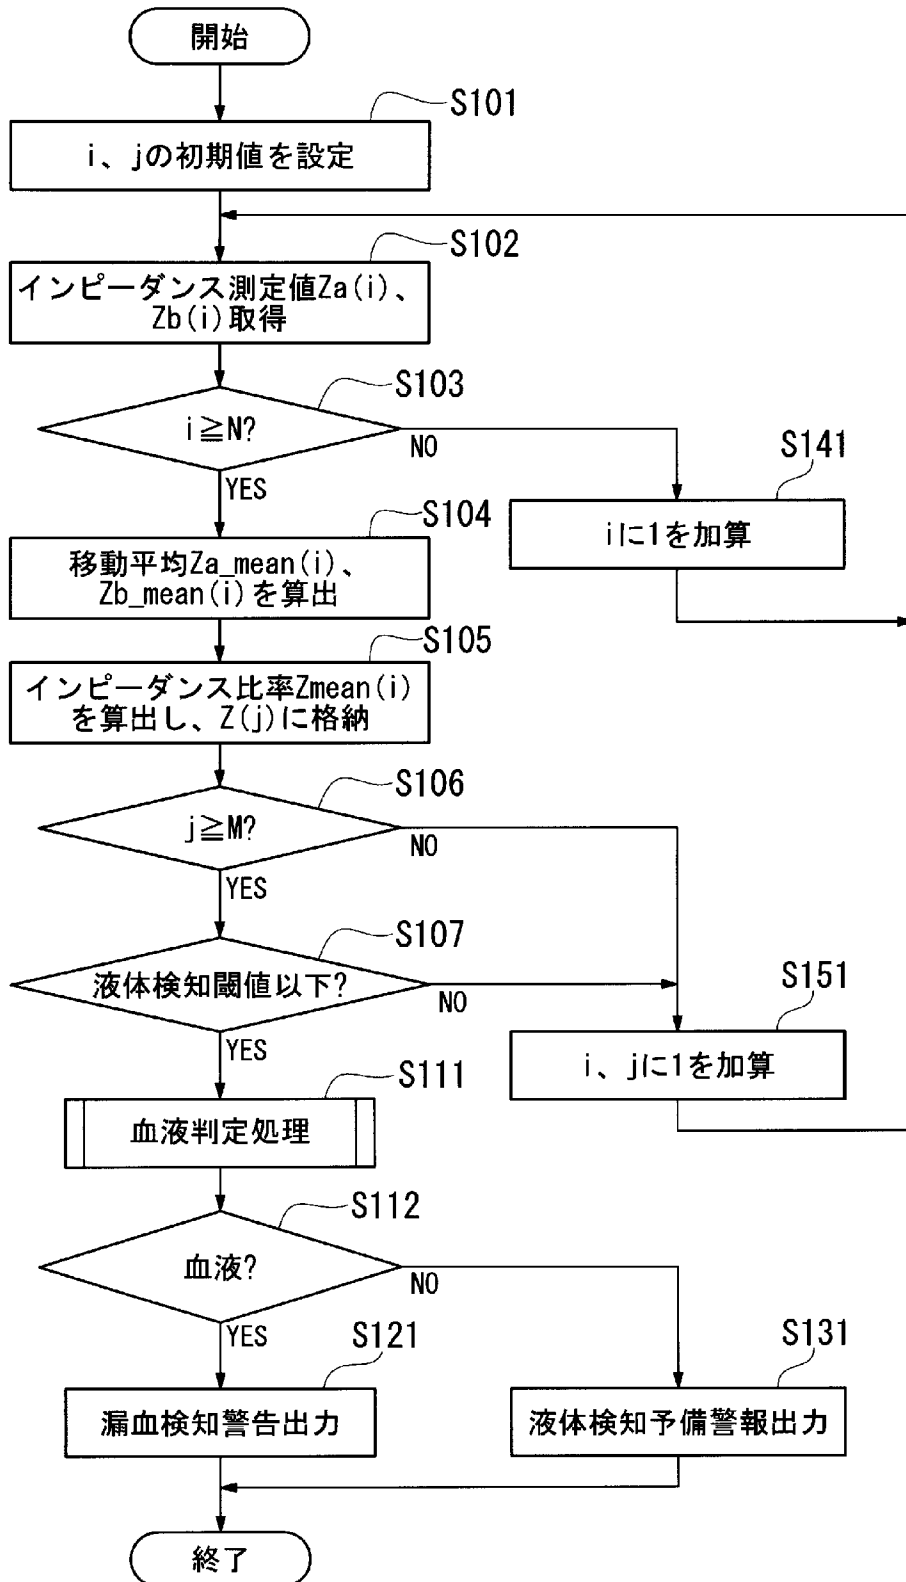 開始
S101
i、jの初期値を設定
S102
インピーダンス測定値Za(i)、
Zb(i)取得
S103
i≧N?
NO
YES
S141
iに1を加算
S104
移動平均Za_mean(i)、
Zb_mean(i)を算出
S105
インピーダンス比率Zmean(i)
を算出し、Z(j)に格納
S106
j≧M?
NO
YES
S107
液体検知閾値以下?
NO
YES
S151
i、jに1を加算
S111
血液判定処理
S112
血液?
NO
YES
S121
漏血検知警告出力
S131
液体検知予備警報出力
終了